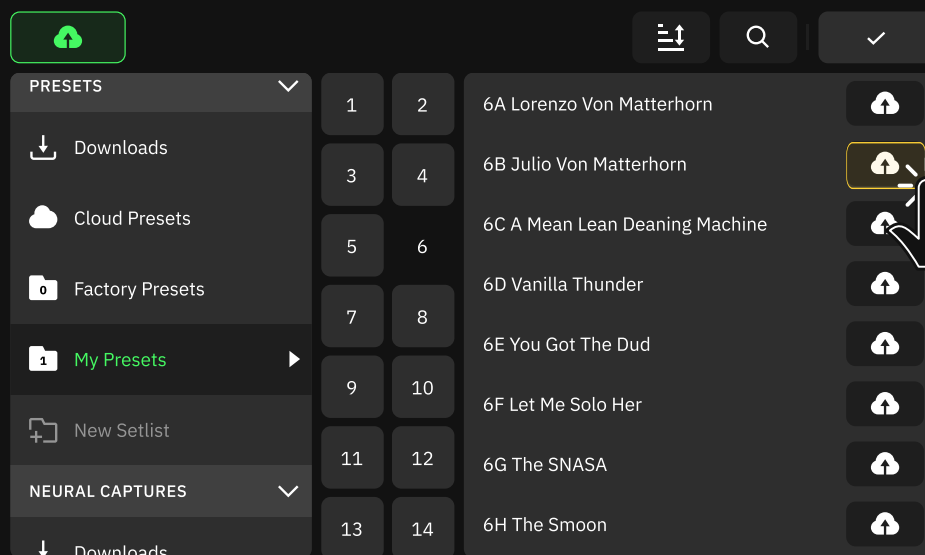 PRESETS
Downloads
Cloud Presets
0 Factory Presets
1 My Presets
New Setlist
NEURAL CAPTURES
Downloads
1 2
3 4
5 6
7 8
9 10
11 12
13 14
6A Lorenzo Von Matterhorn
6B Julio Von Matterhorn
6C A Mean Lean Deaning Machine
6D Vanilla Thunder
6E You Got The Dud
6F Let Me Solo Her
6G The SNASA
6H The Smoon